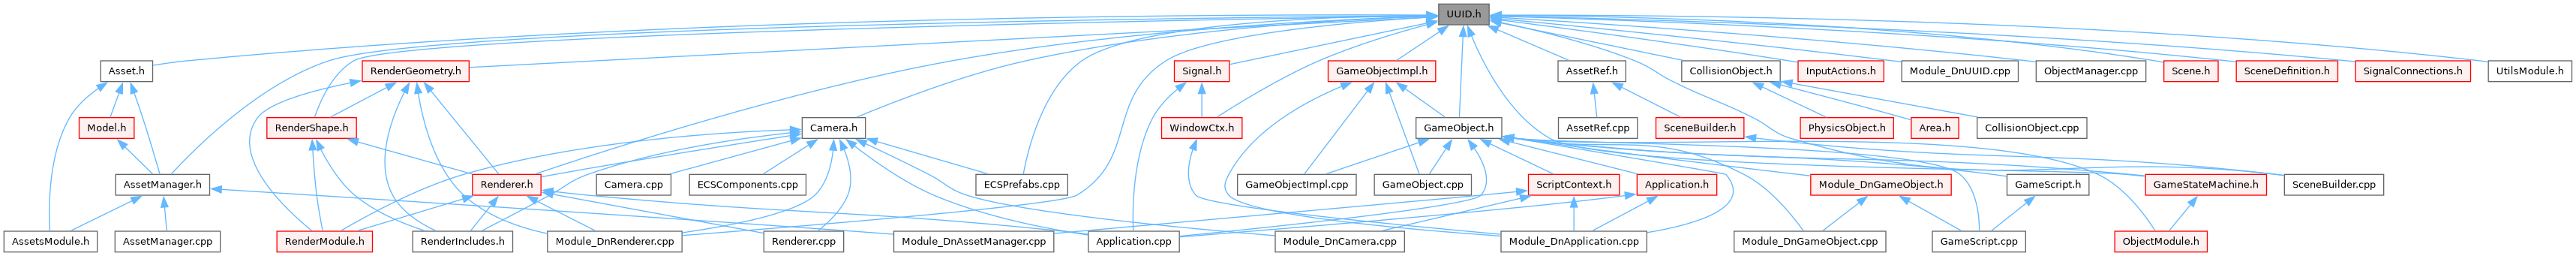 UUID.h
Asset.h
RenderGeometry.h
Signal.h
GameObjectImpl.h
AssetRef.h
CollisionObject.h
InputActions.h
Module_DnUUID.cpp
ObjectManager.cpp
Scene.h
SceneDefinition.h
SignalConnections.h
UtilsModule.h
Model.h
RenderShape.h
Camera.h
WindowCtx.h
GameObject.h
AssetRef.cpp
SceneBuilder.h
PhysicsObject.h
Area.h
CollisionObject.cpp
AssetManager.h
Renderer.h
Camera.cpp
ECSComponents.cpp
ECSPrefabs.cpp
GameObjectImpl.cpp
GameObject.cpp
ScriptContext.h
Application.h
Module_DnGameObject.h
GameScript.h
GameStateMachine.h
SceneBuilder.cpp
AssetsModule.h
AssetManager.cpp
RenderModule.h
RenderIncludes.h
Module_DnRenderer.cpp
Renderer.cpp
Module_DnAssetManager.cpp
Application.cpp
Module_DnCamera.cpp
Module_DnApplication.cpp
Module_DnGameObject.cpp
GameScript.cpp
ObjectModule.h